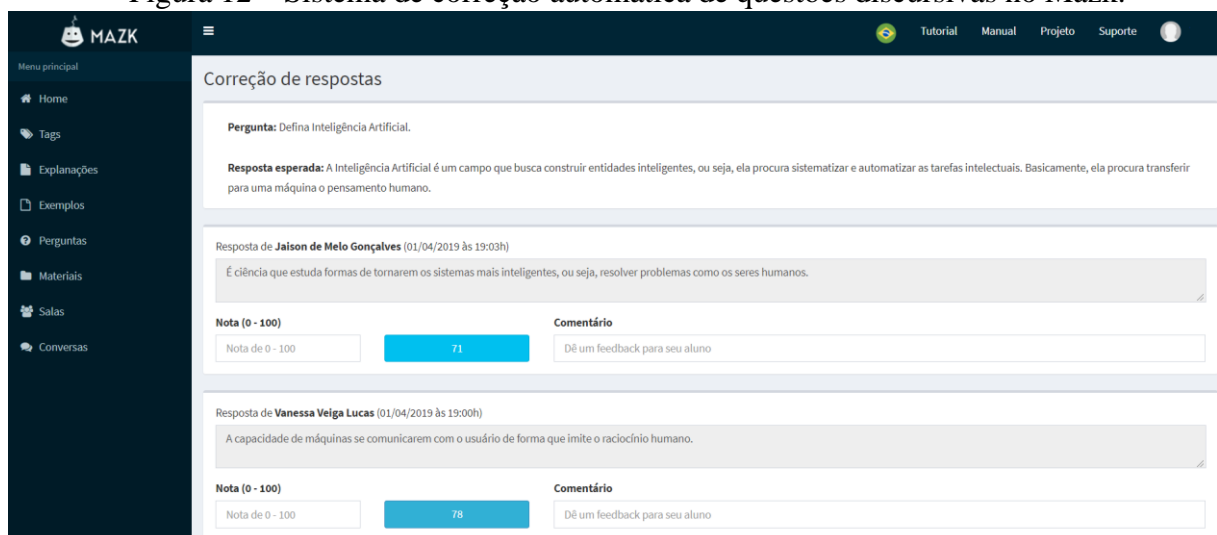 Figura 12 – Sistema de correção automática de questões discursivas no Mazk.
MAZK
Tutorial Manual Projeto Suporte
Menu principal
Home
Tags
Explanações
Exemplos
Perguntas
Materiais
Salas
Conversas
Correção de respostas
Pergunta: Defina Inteligência Artificial.
Resposta esperada: A Inteligência Artificial é um campo que busca construir entidades inteligentes, ou seja, ela procura sistematizar e automatizar as tarefas intelectuais. Basicamente, ela procura transferir
para uma máquina o pensamento humano.
Resposta de Jaison de Melo Gonçalves (01/04/2019 às 19:03h)
É ciência que estuda formas de tornarem os sistemas mais inteligentes, ou seja, resolver problemas como os seres humanos.
Nota (0 - 100) Comentário
Nota de 0 - 100 71 Dê um feedback para seu aluno
Resposta de Vanessa Veiga Lucas (01/04/2019 às 19:00h)
A capacidade de máquinas se comunicarem com o usuário de forma que imite o raciocínio humano.
Nota (0 - 100) Comentário
Nota de 0 - 100 78 Dê um feedback para seu aluno